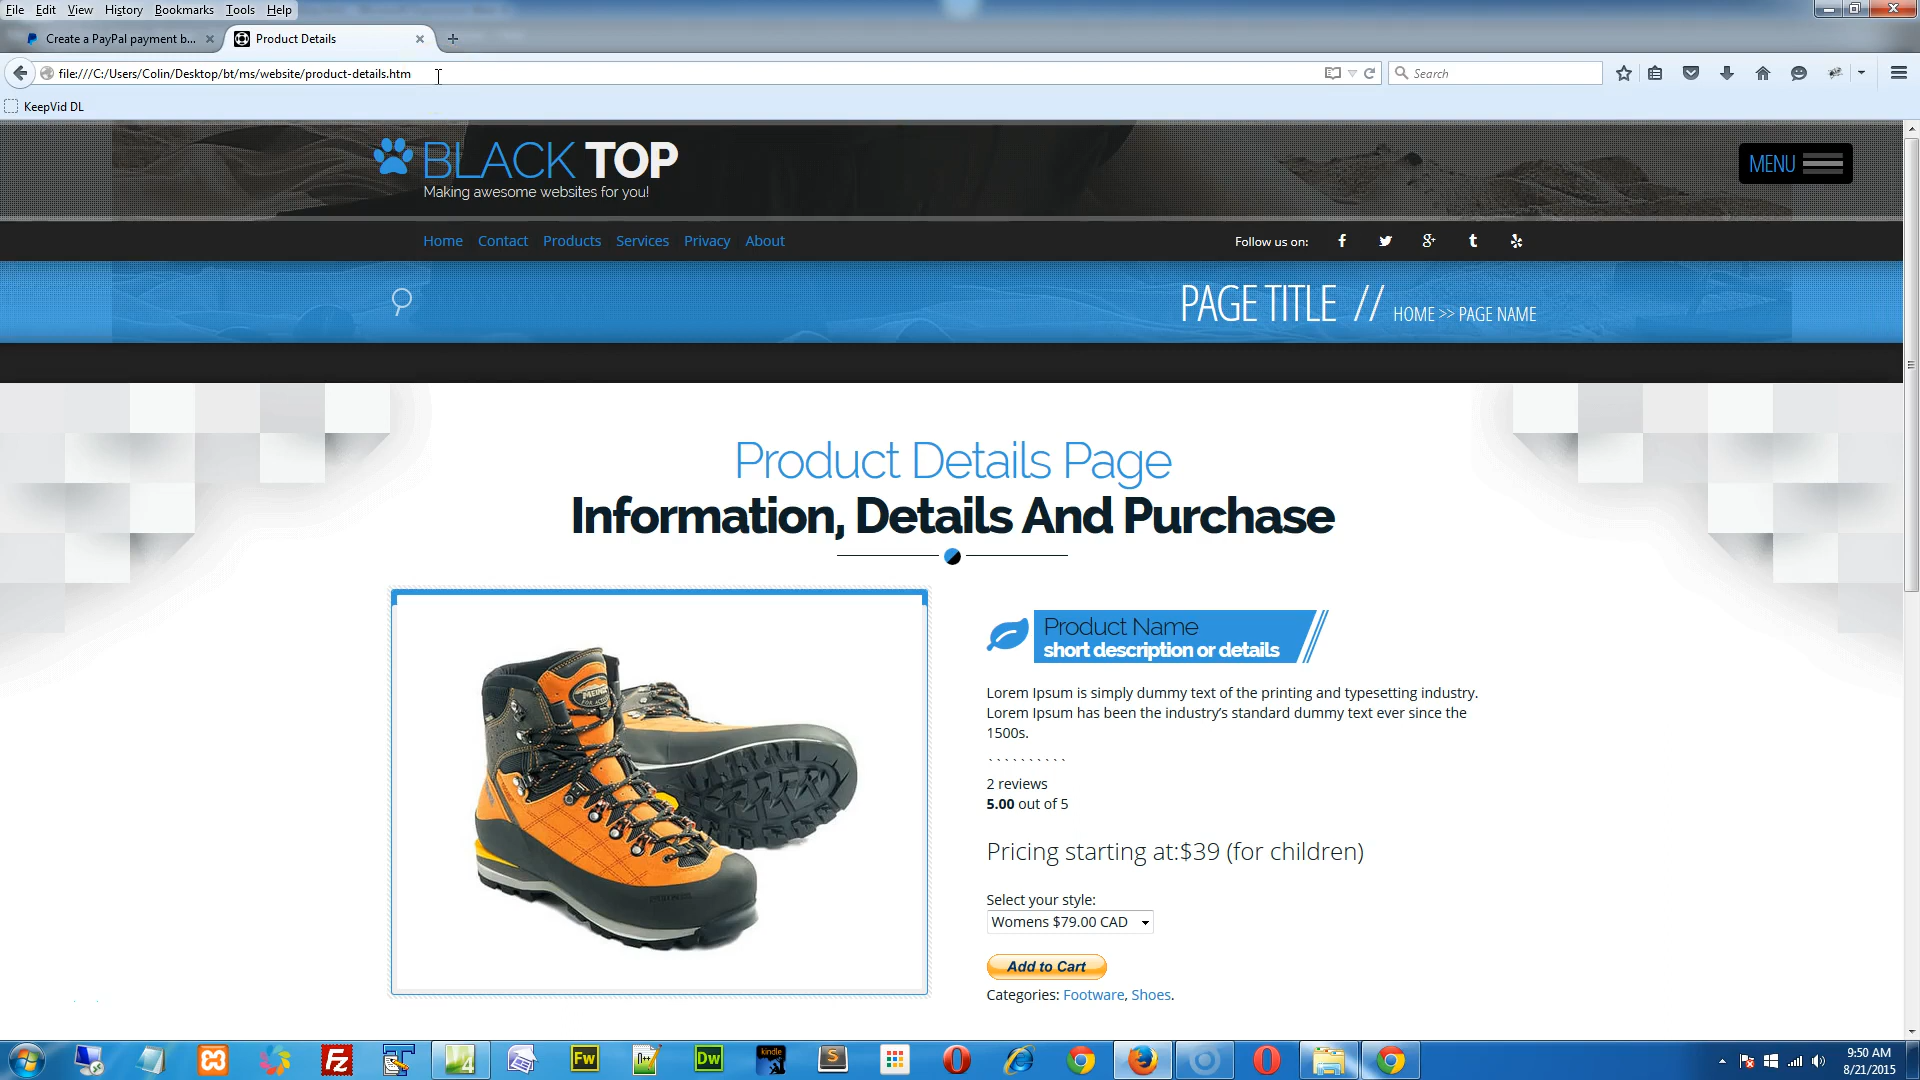 File Edit View History Bookmarks Tools Help
Create a PayPal payment b...
Product Details
file:///C:/Users/Colin/Desktop/bt/ms/website/product-details.htm
Search
KeepVid DL
BLACK TOP
Making awesome websites for you!
MENU
Home Contact Products Services Privacy About
Follow us on:
PAGE TITLE // HOME >> PAGE NAME
Product Details Page
Information, Details And Purchase
Product Name
short description or details
Lorem Ipsum is simply dummy text of the printing and typesetting industry.
Lorem Ipsum has been the industry’s standard dummy text ever since the
1500s.
` ` ` ` ` ` ` ` ` `
2 reviews
5.00 out of 5
Pricing starting at:$39 (for children)
Select your style:
Womens $79.00 CAD
Add to Cart
Categories: Footware, Shoes.
Fw
Dw
kindle
9:50 AM
8/21/2015